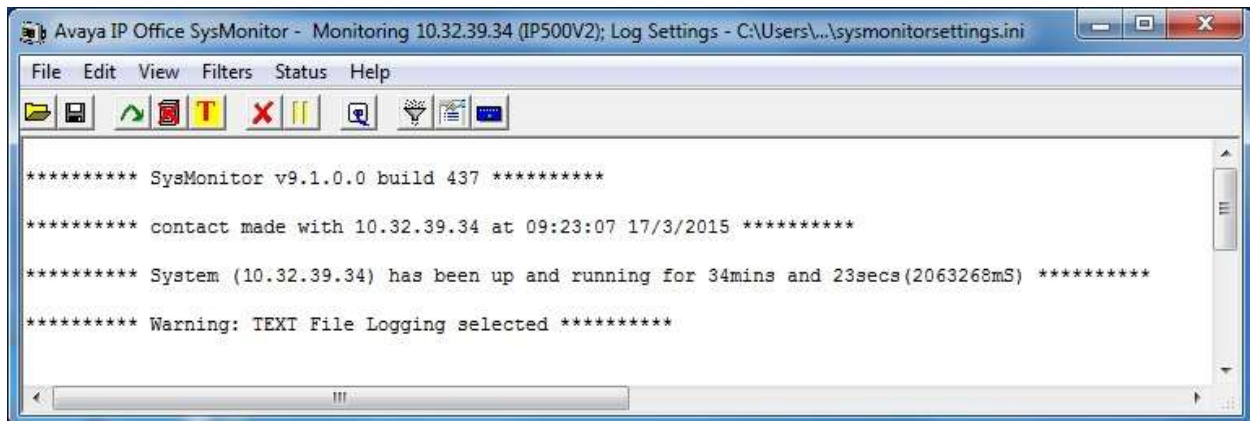 Avaya IP Office SysMonitor - Monitoring 10.32.39.34 (IP500V2); Log Settings - C:\Users\...\sysmonitorsettings.ini
File Edit View Filters Status Help
T
********** SysMonitor v9.1.0.0 build 437 **********
********** contact made with 10.32.39.34 at 09:23:07 17/3/2015 **********
********** System (10.32.39.34) has been up and running for 34mins and 23secs(2063268mS) **********
********** Warning: TEXT File Logging selected **********